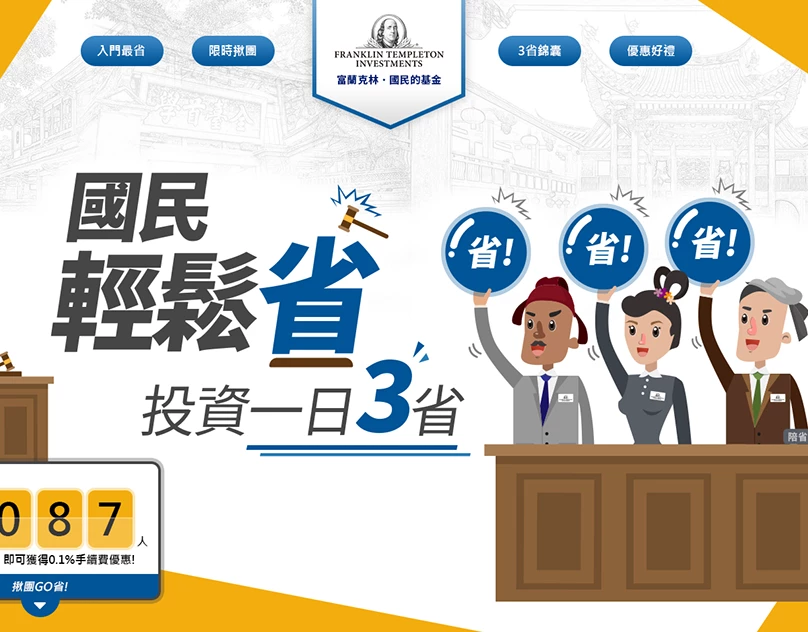 入門最省
限時揪團
FRANKLIN TEMPLETON
INVESTMENTS
富蘭克林・國民的基金
3省錦囊
優惠好禮
國民
輕鬆省
投資一日3省
省!
省!
省!
陪省
087人
即可獲得0.1%手續費優惠!
揪團GO省!